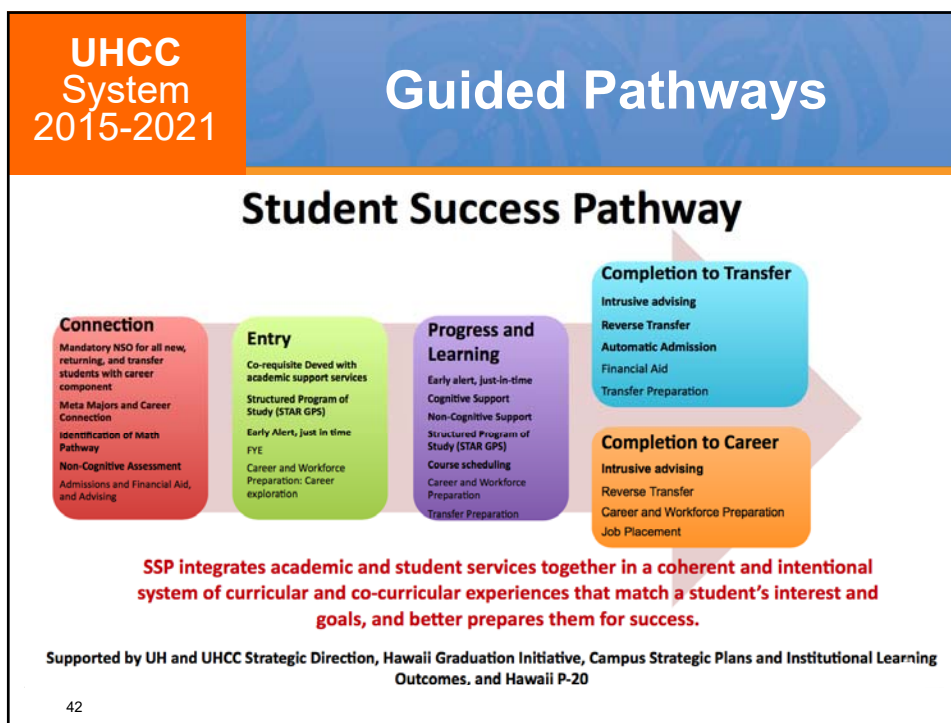 UHCC
System
2015-2021
Guided Pathways
Student Success Pathway
Connection
Mandatory NSO for all new,
returning, and transfer
students with career
component
Meta Majors and Career
Connection
Identification of Math
Pathway
Non-Cognitive Assessment
Admissions and Financial Aid,
and Advising
Entry
Co-requisite Deved with
academic support services
Structured Program of
Study (STAR GPS)
Early Alert, just in time
FYE
Career and Workforce
Preparation: Career
exploration
Progress and
Learning
Early alert, just-in-time
Cognitive Support
Non-Cognitive Support
Structured Program of
Study (STAR GPS)
Course scheduling
Career and Workforce
Preparation
Transfer Preparation
Completion to Transfer
Intrusive advising
Reverse Transfer
Automatic Admission
Financial Aid
Transfer Preparation
Completion to Career
Intrusive advising
Reverse Transfer
Career and Workforce Preparation
Job Placement
SSP integrates academic and student services together in a coherent and intentional
system of curricular and co-curricular experiences that match a student's interest and
goals, and better prepares them for success.
Supported by UH and UHCC Strategic Direction, Hawaii Graduation Initiative, Campus Strategic Plans and Institutional Learning
Outcomes, and Hawaii P-20
42